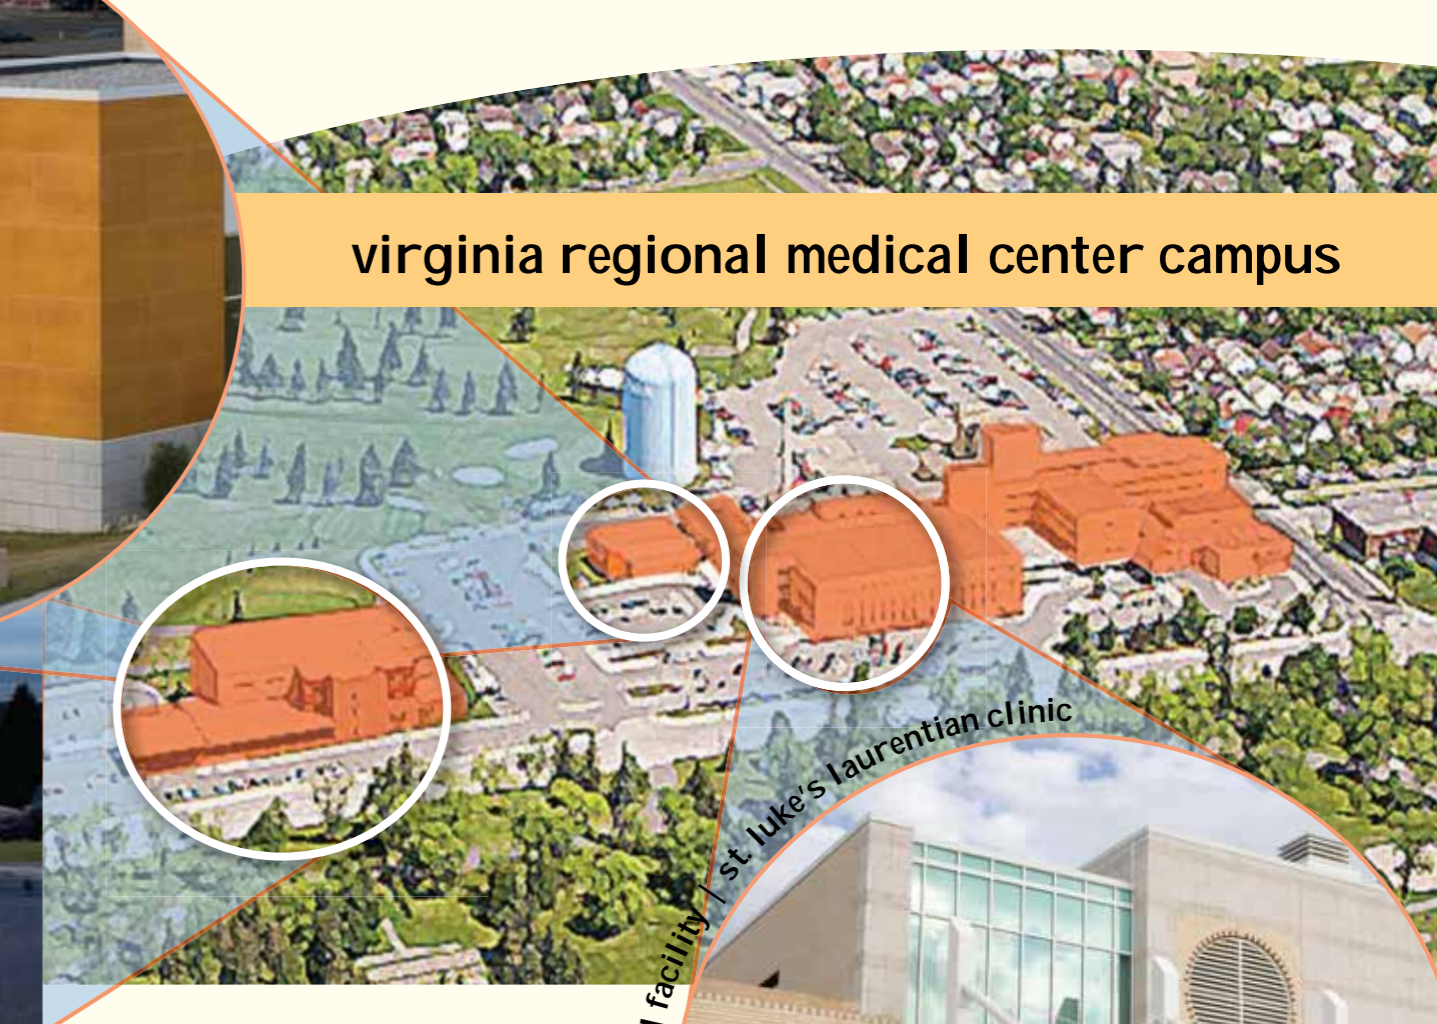 virginia regional medical center campus
facility | st. luke's laurentian clinic